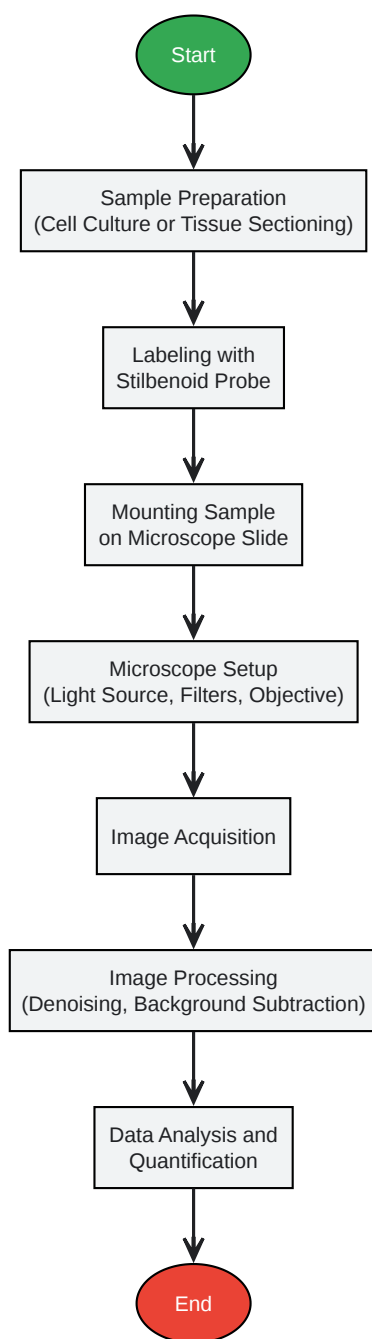 Start
Sample Preparation
(Cell Culture or Tissue Sectioning)
Labeling with
Stilbenoid Probe
Mounting Sample
on Microscope Slide
Microscope Setup
(Light Source, Filters, Objective)
Image Acquisition
Image Processing
(Denoising, Background Subtraction)
Data Analysis and
Quantification
End